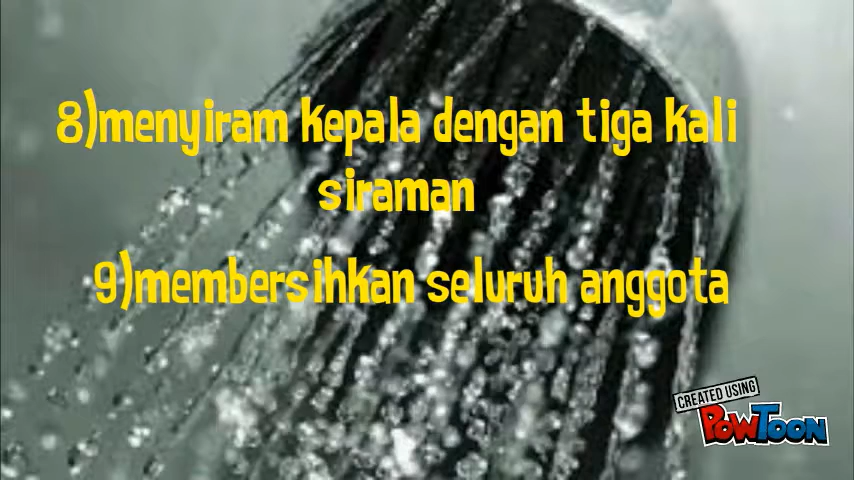 8)menyiram kepala dengan tiga kali
siraman
9)membersihkan seluruh anggota
CREATED USING
POWTOON